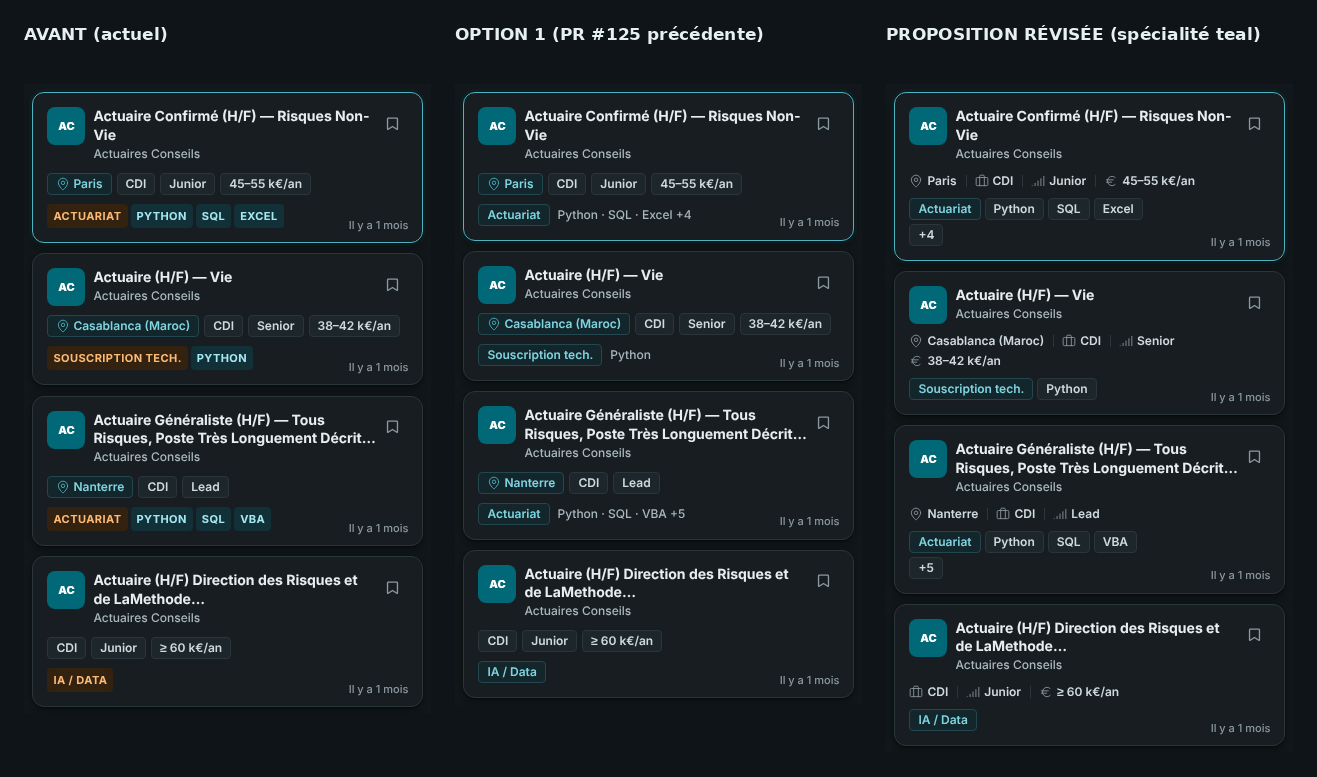 AVANT (actuel)
AC
Actuaire Confirmé (H/F) — Risques Non-
Vie
Actuaires Conseils
Paris CDI Junior 45–55 k€/an
ACTUARIAT PYTHON SQL EXCEL
Il y a 1 mois
AC
Actuaire (H/F) — Vie
Actuaires Conseils
Casablanca (Maroc) CDI Senior 38–42 k€/an
SOUSCRIPTION TECH. PYTHON
Il y a 1 mois
AC
Actuaire Généraliste (H/F) — Tous
Risques, Poste Très Longuement Décrit…
Actuaires Conseils
Nanterre CDI Lead
ACTUARIAT PYTHON SQL VBA
Il y a 1 mois
AC
Actuaire (H/F) Direction des Risques et
de LaMethode…
Actuaires Conseils
CDI Junior ≥ 60 k€/an
IA / DATA
Il y a 1 mois
OPTION 1 (PR #125 précédente)
AC
Actuaire Confirmé (H/F) — Risques Non-
Vie
Actuaires Conseils
Paris CDI Junior 45–55 k€/an
Actuariat Python · SQL · Excel +4
Il y a 1 mois
AC
Actuaire (H/F) — Vie
Actuaires Conseils
Casablanca (Maroc) CDI Senior 38–42 k€/an
Souscription tech. Python
Il y a 1 mois
AC
Actuaire Généraliste (H/F) — Tous
Risques, Poste Très Longuement Décrit…
Actuaires Conseils
Nanterre CDI Lead
Actuariat Python · SQL · VBA +5
Il y a 1 mois
AC
Actuaire (H/F) Direction des Risques et
de LaMethode…
Actuaires Conseils
CDI Junior ≥ 60 k€/an
IA / Data
Il y a 1 mois
PROPOSITION RÉVISÉE (spécialité teal)
AC
Actuaire Confirmé (H/F) — Risques Non-
Vie
Actuaires Conseils
Paris CDI Junior € 45–55 k€/an
Actuariat Python SQL Excel
+4
Il y a 1 mois
AC
Actuaire (H/F) — Vie
Actuaires Conseils
Casablanca (Maroc) CDI Senior
€ 38–42 k€/an
Souscription tech. Python
Il y a 1 mois
AC
Actuaire Généraliste (H/F) — Tous
Risques, Poste Très Longuement Décrit…
Actuaires Conseils
Nanterre CDI Lead
Actuariat Python SQL VBA
+5
Il y a 1 mois
AC
Actuaire (H/F) Direction des Risques et
de LaMethode…
Actuaires Conseils
CDI Junior € ≥ 60 k€/an
IA / Data
Il y a 1 mois